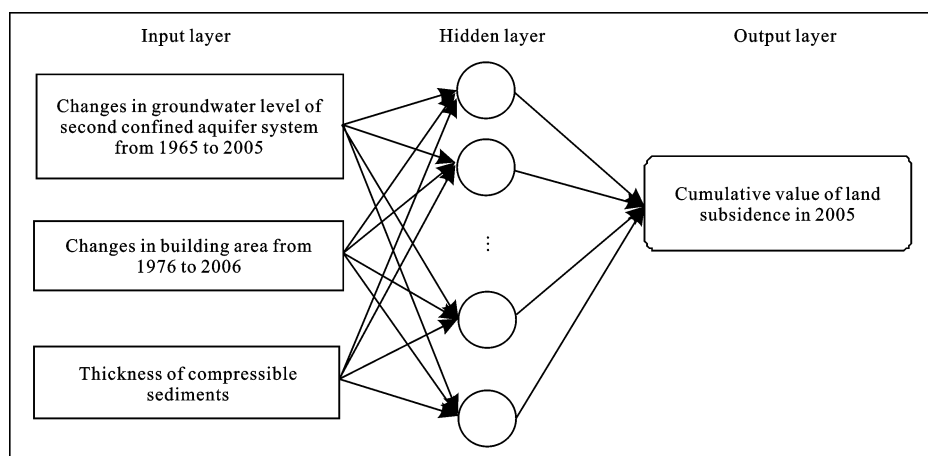 Input layer
Hidden layer
Output layer
Changes in groundwater level of
second confined aquifer system
from 1965 to 2005
Changes in building area from
1976 to 2006
Thickness of compressible
sediments
Cumulative value of land
subsidence in 2005